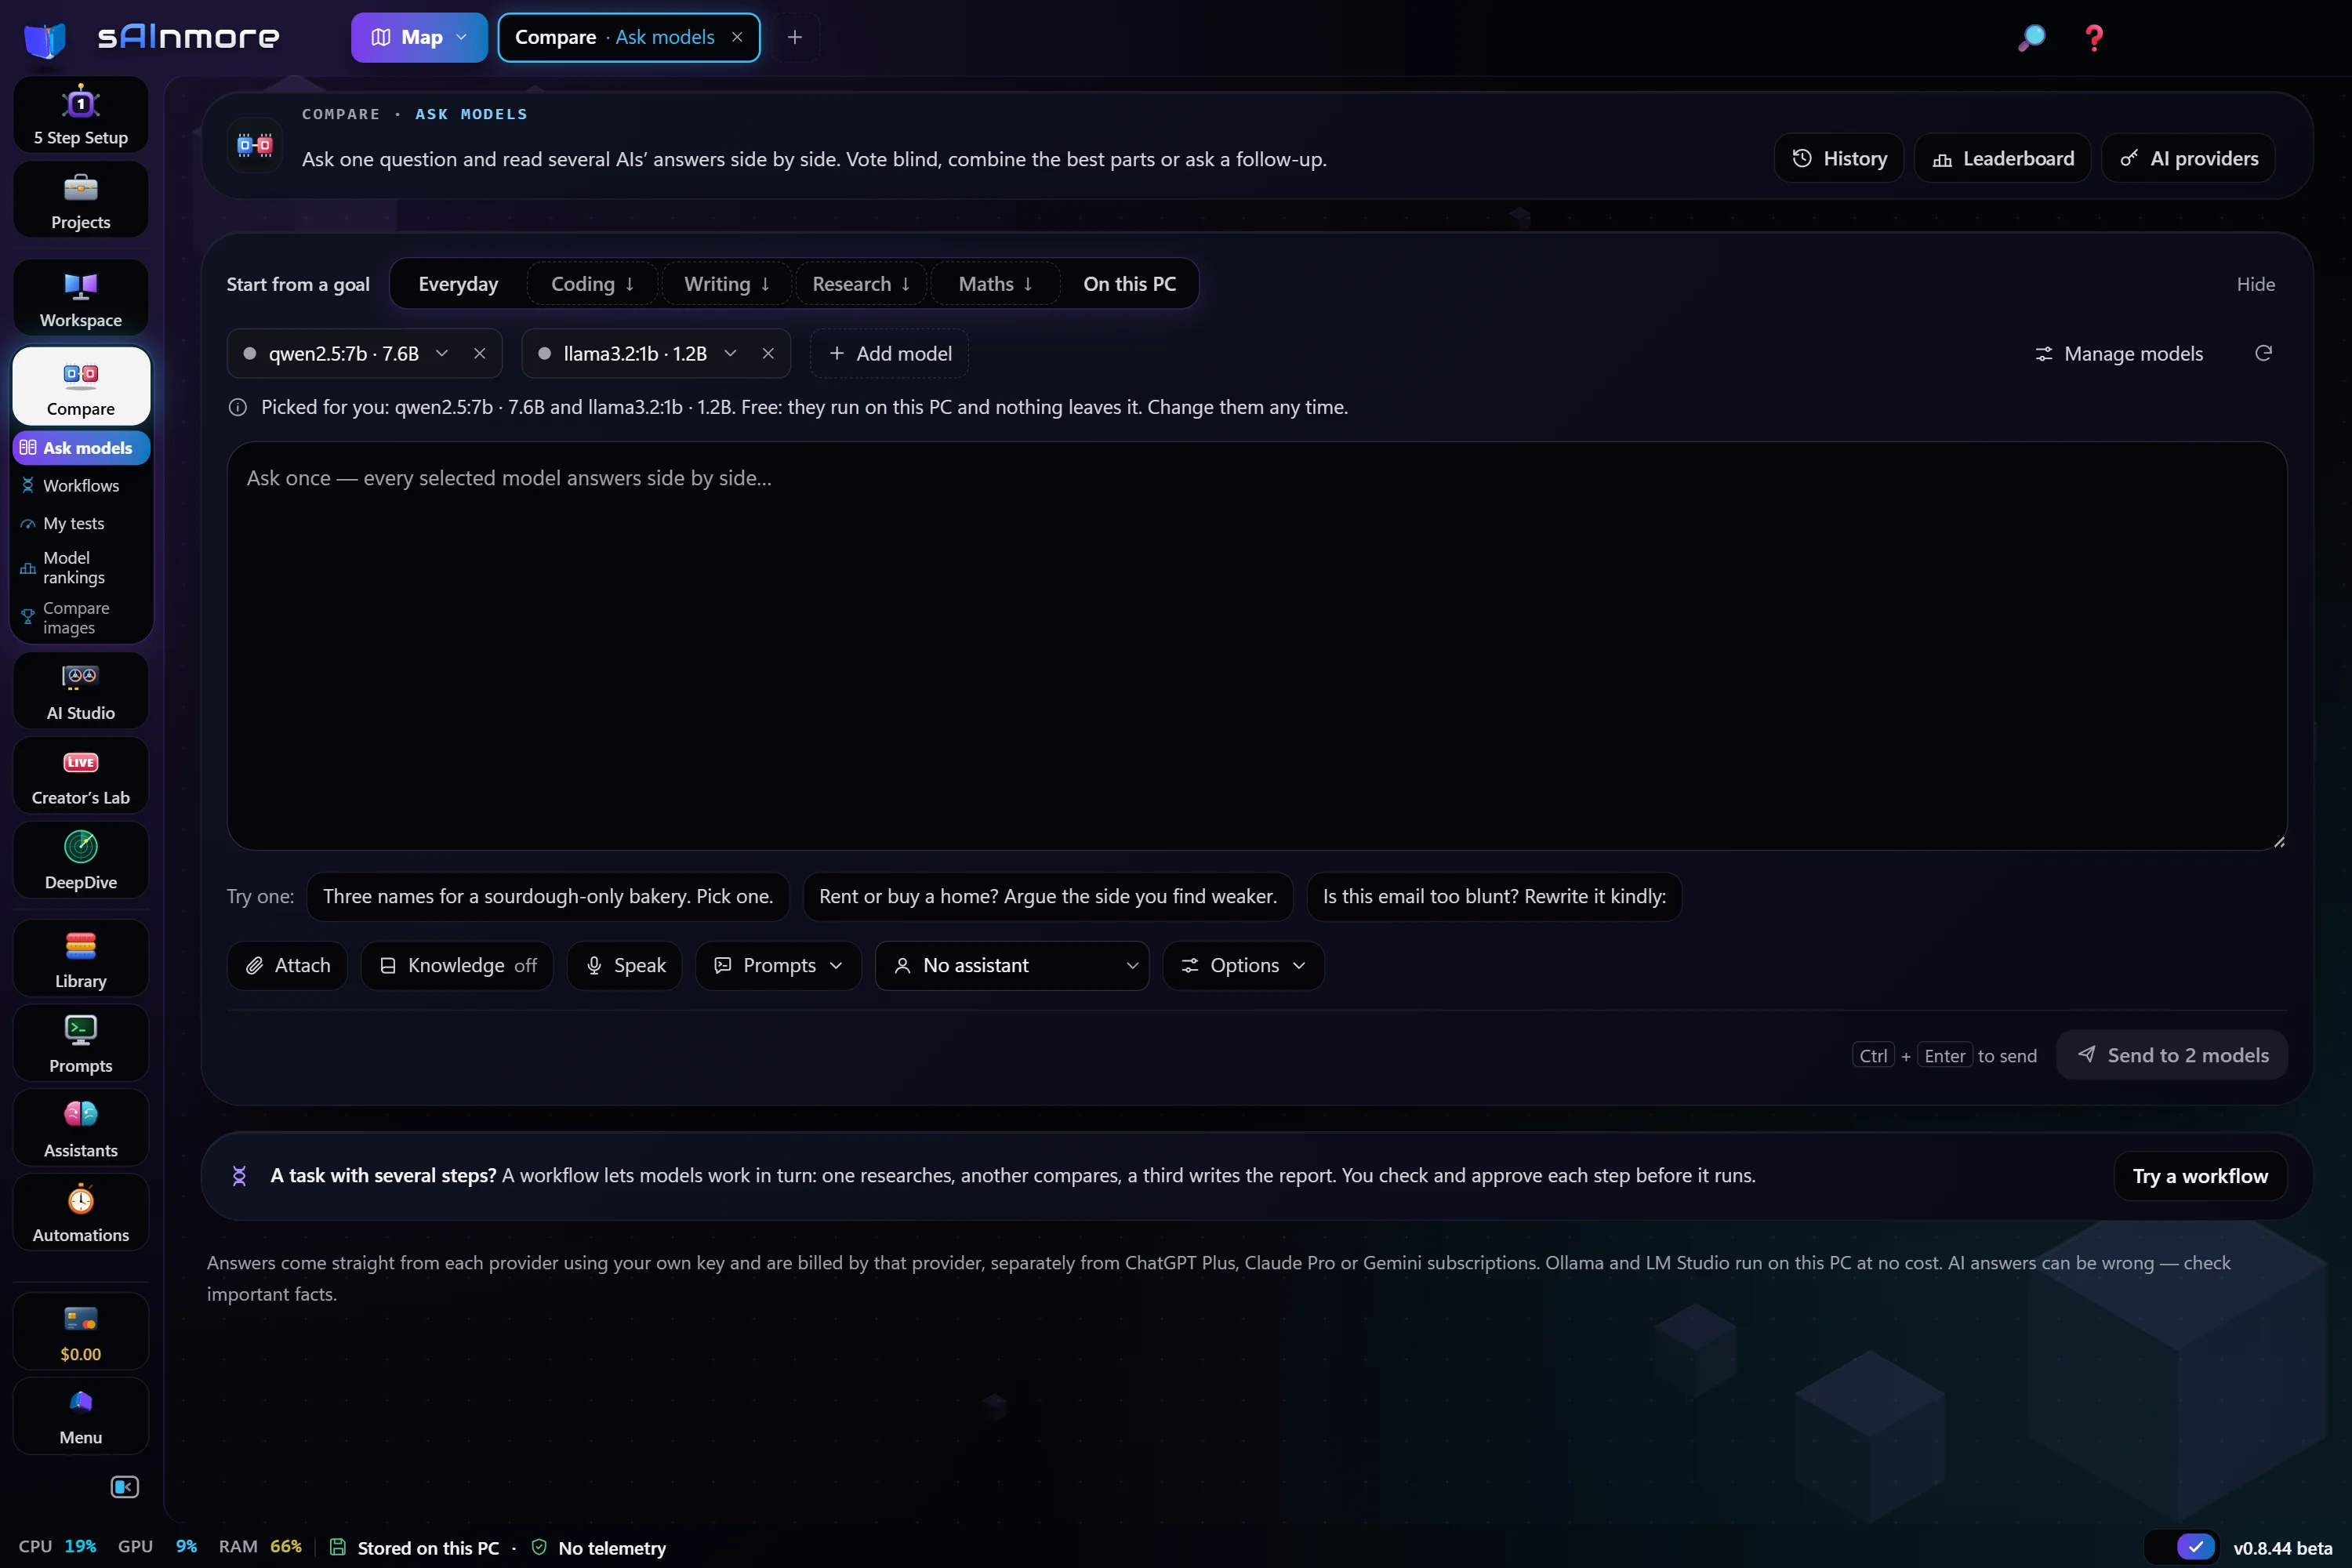 sAInmore
Map
Compare · Ask models
5 Step Setup
Projects
Workspace
Compare
Ask models
Workflows
My tests
Model
rankings
Compare
images
AI Studio
LIVE
Creator's Lab
DeepDive
Library
Prompts
Assistants
Automations
$0.00
Menu
COMPARE · ASK MODELS
Ask one question and read several AIs’ answers side by side. Vote blind, combine the best parts or ask a follow-up.
History
Leaderboard
AI providers
Start from a goal
Everyday
Coding ↓
Writing ↓
Research ↓
Maths ↓
On this PC
Hide
qwen2.5:7b · 7.6B
llama3.2:1b · 1.2B
+ Add model
Manage models
Picked for you: qwen2.5:7b · 7.6B and llama3.2:1b · 1.2B. Free: they run on this PC and nothing leaves it. Change them any time.
Ask once — every selected model answers side by side...
Try one:
Three names for a sourdough-only bakery. Pick one.
Rent or buy a home? Argue the side you find weaker.
Is this email too blunt? Rewrite it kindly:
Attach
Knowledge off
Speak
Prompts
No assistant
Options
Ctrl + Enter to send
Send to 2 models
A task with several steps? A workflow lets models work in turn: one researches, another compares, a third writes the report. You check and approve each step before it runs.
Try a workflow
Answers come straight from each provider using your own key and are billed by that provider, separately from ChatGPT Plus, Claude Pro or Gemini subscriptions. Ollama and LM Studio run on this PC at no cost. AI answers can be wrong — check
important facts.
CPU 19% GPU 9% RAM 66%
Stored on this PC · No telemetry
v0.8.44 beta